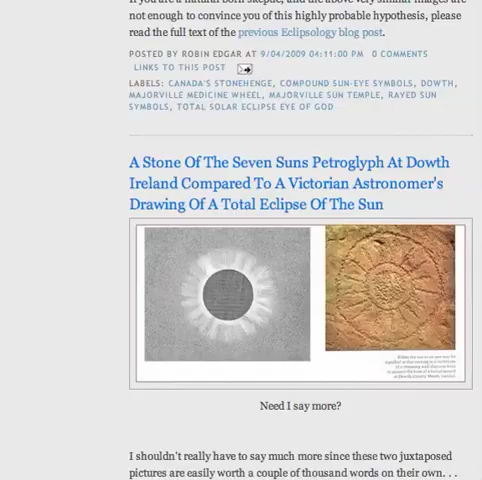 If you are a natural born skeptic, and the above very similar images are
not enough to convince you of this highly probable hypothesis, please
read the full text of the previous Eclipsology blog post.
POSTED BY ROBIN EDGAR AT 9/04/2009 04:11:00 PM 0 COMMENTS
LINKS TO THIS POST
LABELS: CANADA'S STONEHENGE, COMPOUND SUN-EYE SYMBOLS, DOWTH,
MAJORVILLE MEDICINE WHEEL, MAJORVILLE SUN TEMPLE, RAYED SUN
SYMBOLS, TOTAL SOLAR ECLIPSE EYE OF GOD
A Stone Of The Seven Suns Petroglyph At Dowth
Ireland Compared To A Victorian Astronomer's
Drawing Of A Total Eclipse Of The Sun
Need I say more?
I shouldn't really have to say much more since these two juxtaposed
pictures are easily worth a couple of thousand words on their own. . .